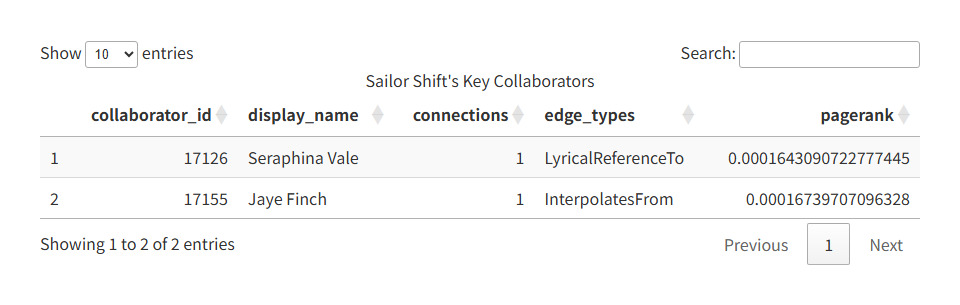 Show 10 entries Search:
Sailor Shift's Key Collaborators
collaborator_id display_name connections edge_types pagerank
1 17126 Seraphina Vale 1 LyricalReferenceTo 0.0001643090722777445
2 17155 Jaye Finch 1 InterpolatesFrom 0.00016739707096328
Showing 1 to 2 of 2 entries Previous 1 Next